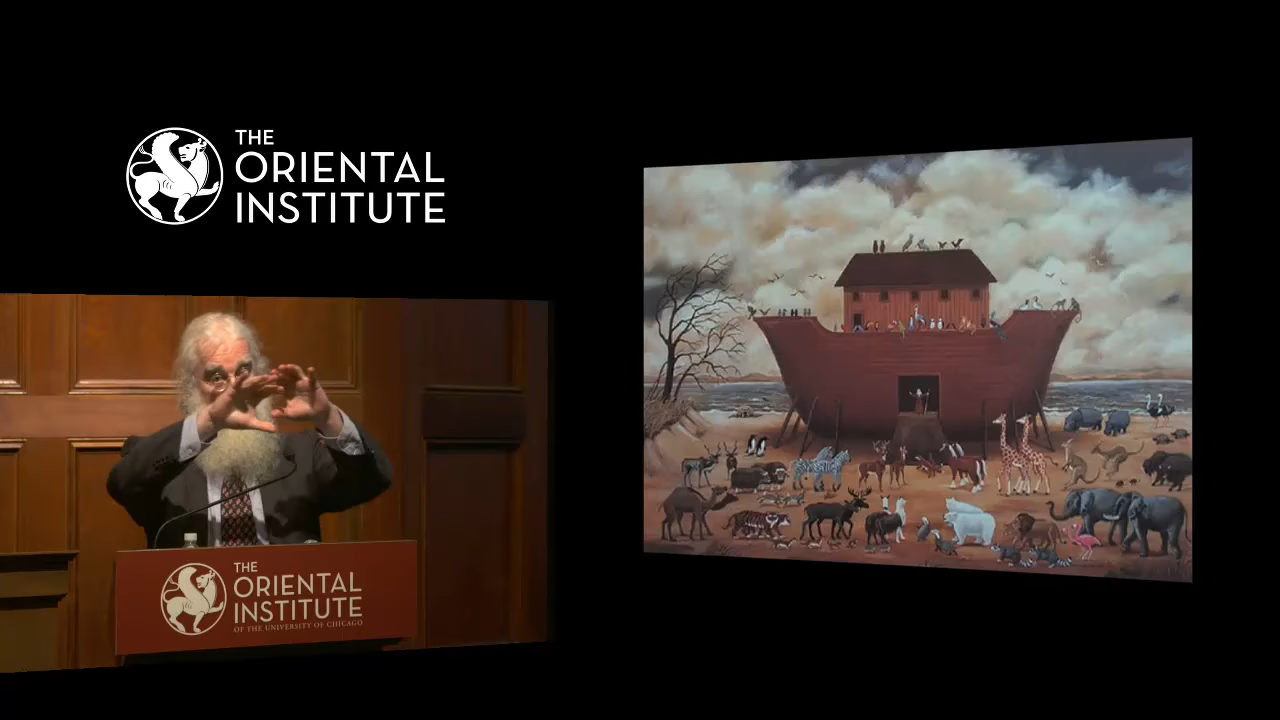 THE
ORIENTAL
INSTITUTE
THE
ORIENTAL
INSTITUTE
OF THE UNIVERSITY OF CHICAGO